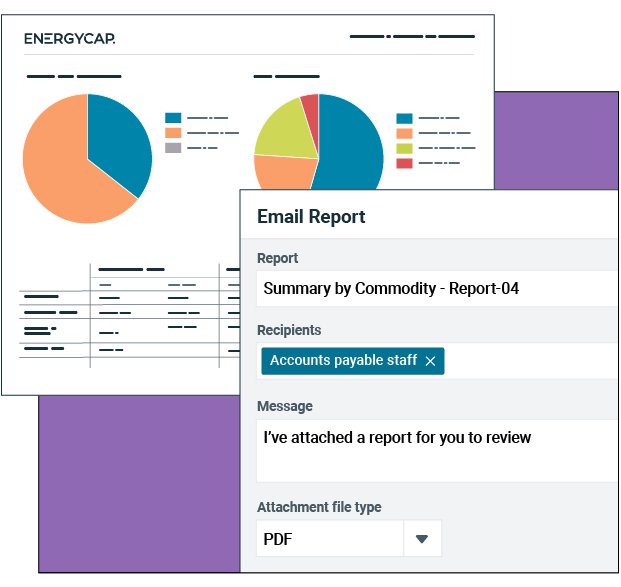 ENERGYCAP.
Email Report
Report
Summary by Commodity - Report-04
Recipients
Accounts payable staff ×
Message
I’ve attached a report for you to review
Attachment file type
PDF